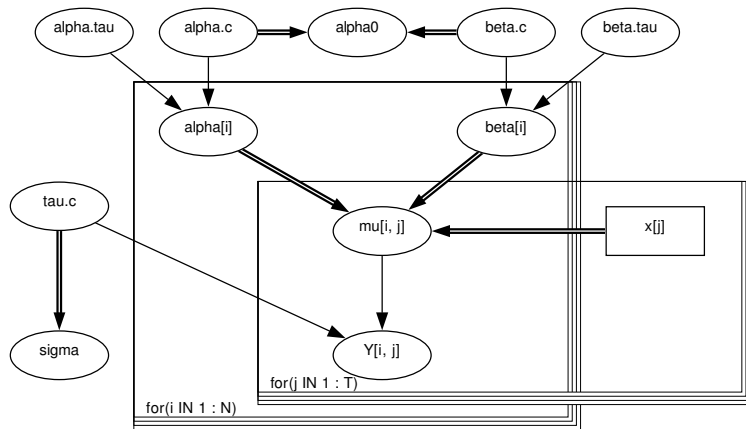 alpha.tau
alpha.c
alpha0
beta.c
beta.tau
alpha[i]
beta[i]
tau.c
mu[i, j]
x[j]
sigma
Y[i, j]
for(j IN 1 : T)
for(i IN 1 : N)